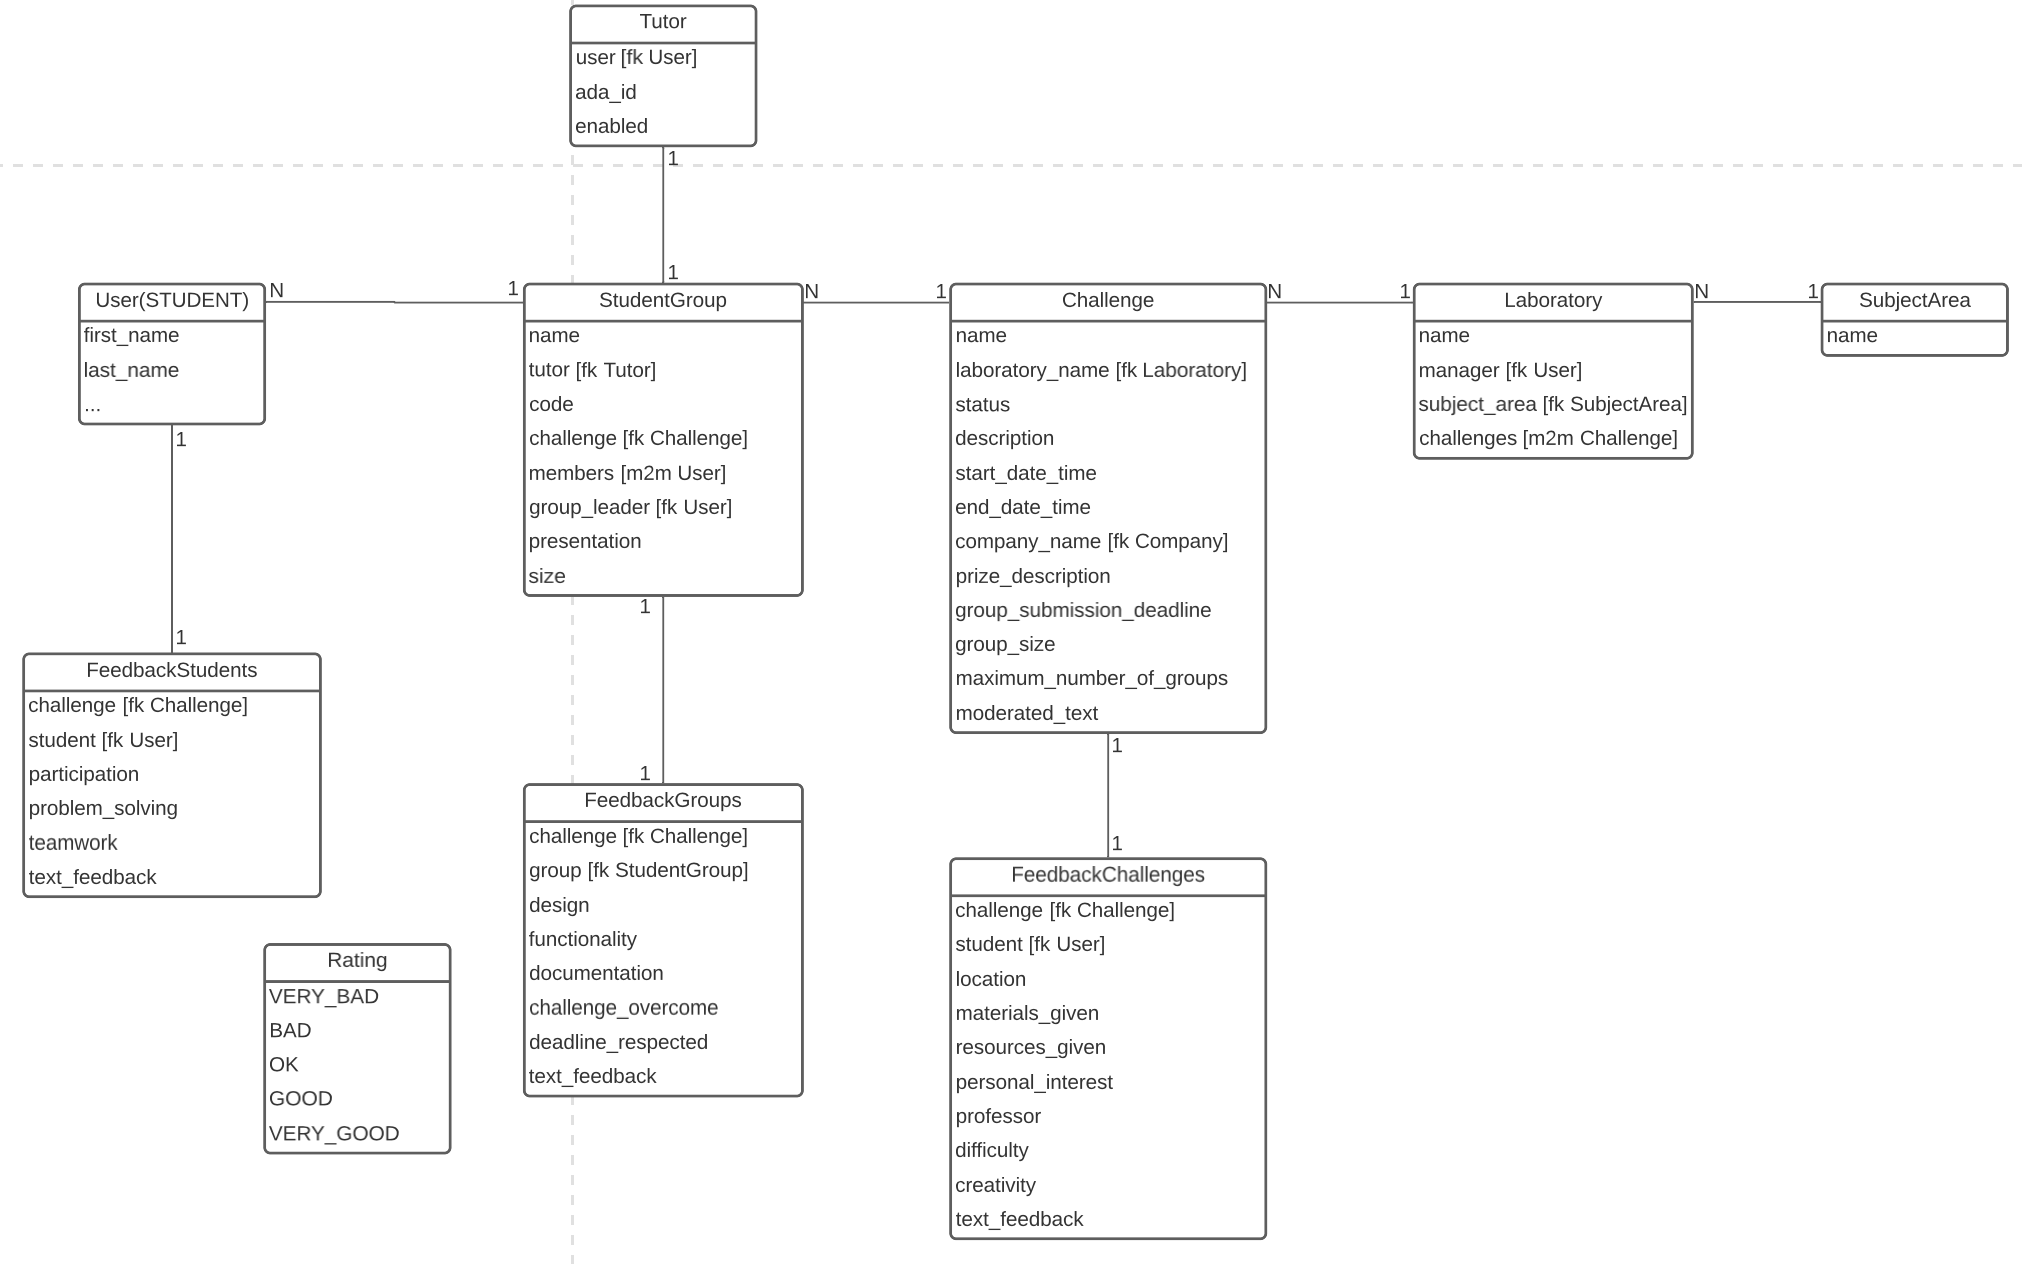 Tutor
user [fk User]
ada_id
enabled
1
1
User(STUDENT)
first_name
last_name
...
N
1
StudentGroup
name
tutor [fk Tutor]
code
challenge [fk Challenge]
members [m2m User]
group_leader [fk User]
presentation
size
N
1
Challenge
name
laboratory_name [fk Laboratory]
status
description
start_date_time
end_date_time
company_name [fk Company]
prize_description
group_submission_deadline
group_size
maximum_number_of_groups
moderated_text
N
1
Laboratory
name
manager [fk User]
subject_area [fk SubjectArea]
challenges [m2m Challenge]
N
1
SubjectArea
name
1
1
FeedbackStudents
challenge [fk Challenge]
student [fk User]
participation
problem_solving
teamwork
text_feedback
1
1
FeedbackGroups
challenge [fk Challenge]
group [fk StudentGroup]
design
functionality
documentation
challenge_overcome
deadline_respected
text_feedback
1
1
FeedbackChallenges
challenge [fk Challenge]
student [fk User]
location
materials_given
resources_given
personal_interest
professor
difficulty
creativity
text_feedback
Rating
VERY_BAD
BAD
OK
GOOD
VERY_GOOD